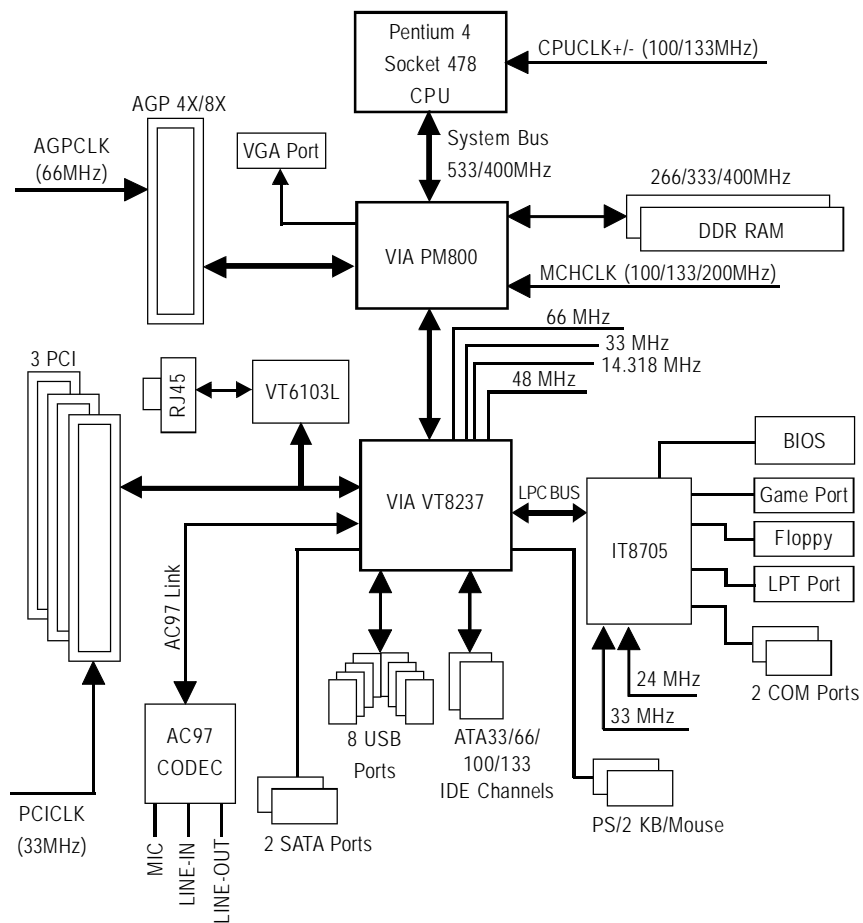 Pentium 4
Socket 478
CPU
CPUCLK+/- (100/133MHz)
AGP 4X/8X
AGPCLK
(66MHz)
VGA Port
System Bus
533/400MHz
266/333/400MHz
DDR RAM
VIA PM800
MCHCLK (100/133/200MHz)
66 MHz
33 MHz
14.318 MHz
48 MHz
3 PCI
RJ45
VT6103L
BIOS
VIA VT8237
LPC BUS
IT8705
Game Port
Floppy
LPT Port
AC97 Link
24 MHz
33 MHz
2 COM Ports
AC97
CODEC
8 USB
Ports
ATA33/66/
100/133
IDE Channels
PCICLK
(33MHz)
MIC
LINE-IN
LINE-OUT
2 SATA Ports
PS/2 KB/Mouse